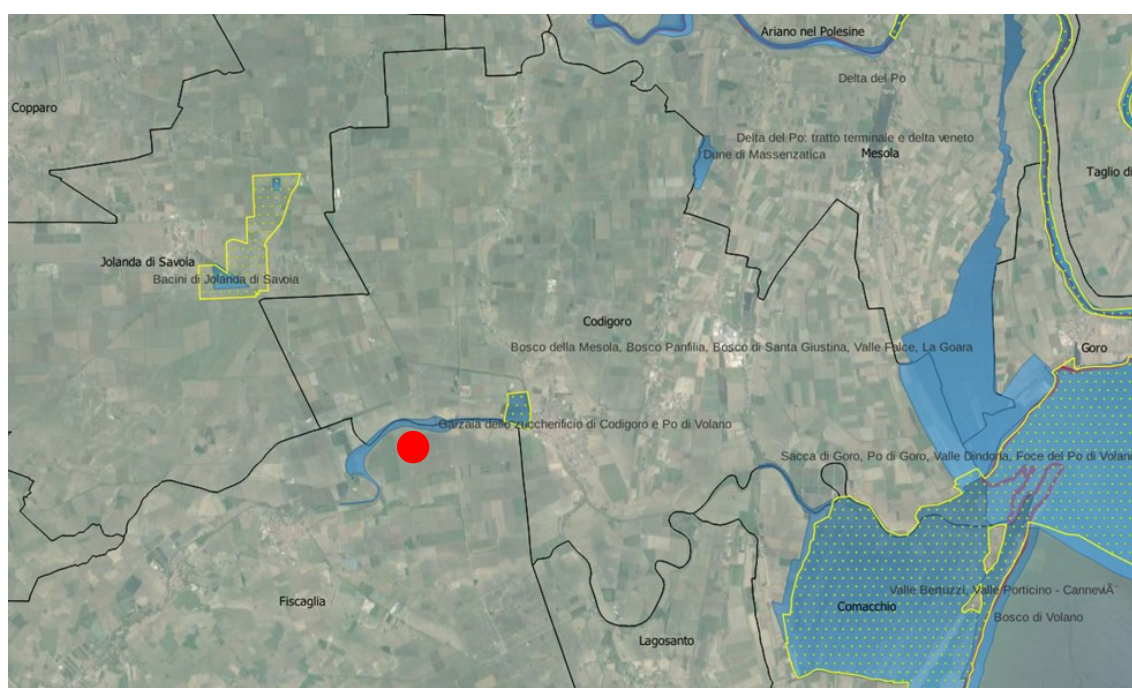 Ariano nel Polesine
Delta del Po
Copparo
Delta del Po: tratto terminale e delta veneto
Dune di Massenzatica
Mesola
Taglio di
Jolanda di Savoia
Bacini di Jolanda di Savoia
Codigoro
Bosco della Mesola, Bosco Panfilia, Bosco di Santa Giustina, Valle Falce, La Goara
Goro
Garzaia dello zuccherificio di Codigoro e Po di Volano
Sacca di Goro, Po di Goro, Valle Dindona, Foce del Po di Volano
Valle Bertuzzi, Valle Porticino - CanneviÃ¨
Fiscaglia
Comacchio
Bosco di Volano
Lagosanto